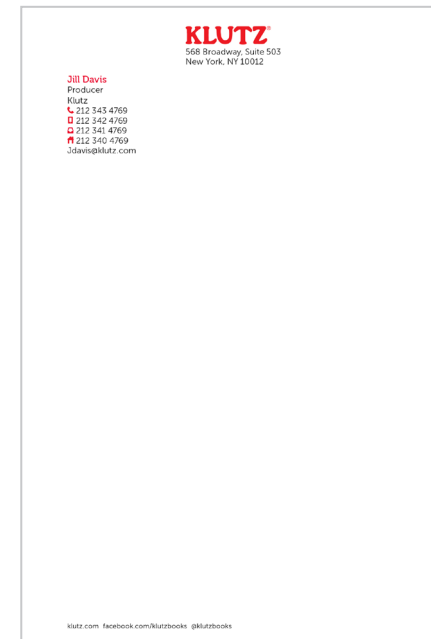 KLUTZ®
568 Broadway, Suite 503
New York, NY 10012
Jill Davis
Producer
Klutz
212 343 4769
212 342 4769
212 341 4769
212 340 4769
Jdavis@klutz.com
klutz.com facebook.com/klutzbooks @klutzbooks